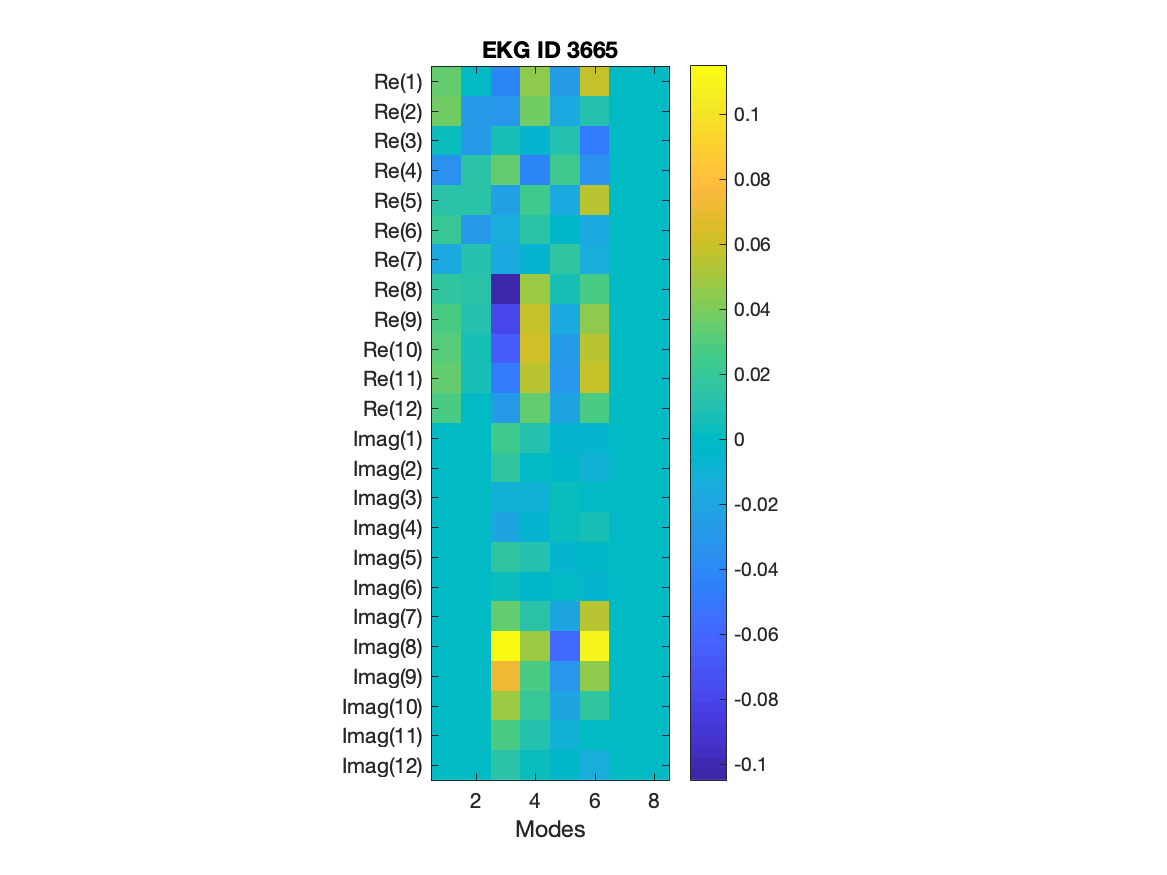 EKG ID 3665
Re(1)
Re(2)
Re(3)
Re(4)
Re(5)
Re(6)
Re(7)
Re(8)
Re(9)
Re(10)
Re(11)
Re(12)
Imag(1)
Imag(2)
Imag(3)
Imag(4)
Imag(5)
Imag(6)
Imag(7)
Imag(8)
Imag(9)
Imag(10)
Imag(11)
Imag(12)
2 4 6 8
Modes
0.1
0.08
0.06
0.04
0.02
0
-0.02
-0.04
-0.06
-0.08
-0.1